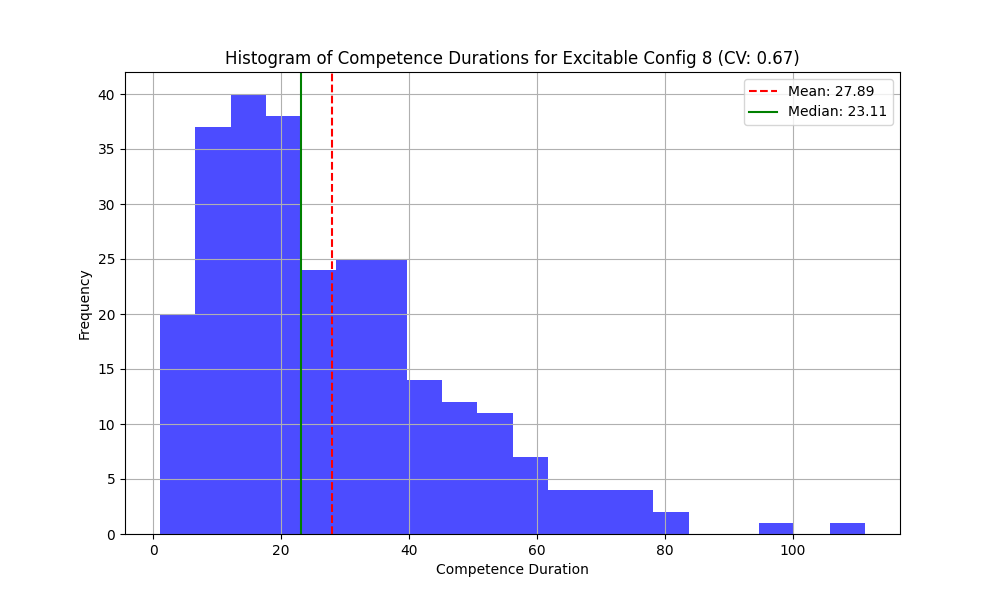 Histogram of Competence Durations for Excitable Config 8 (CV: 0.67)
Mean: 27.89
Median: 23.11
40
35
30
25
20
15
10
5
0
Frequency
0 20 40 60 80 100
Competence Duration